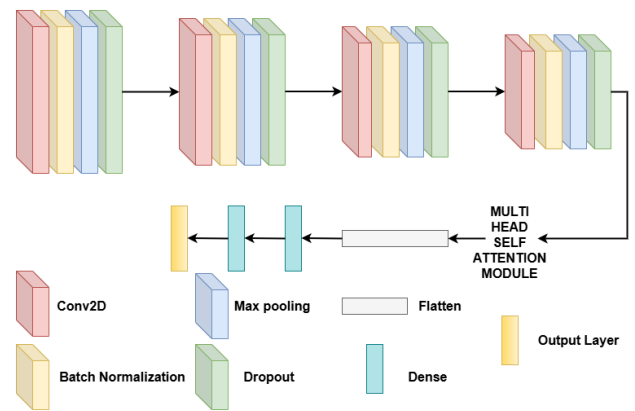 MULTI
HEAD
SELF
ATTENTION
MODULE
Conv2D
Max pooling
Flatten
Output Layer
Batch Normalization
Dropout
Dense